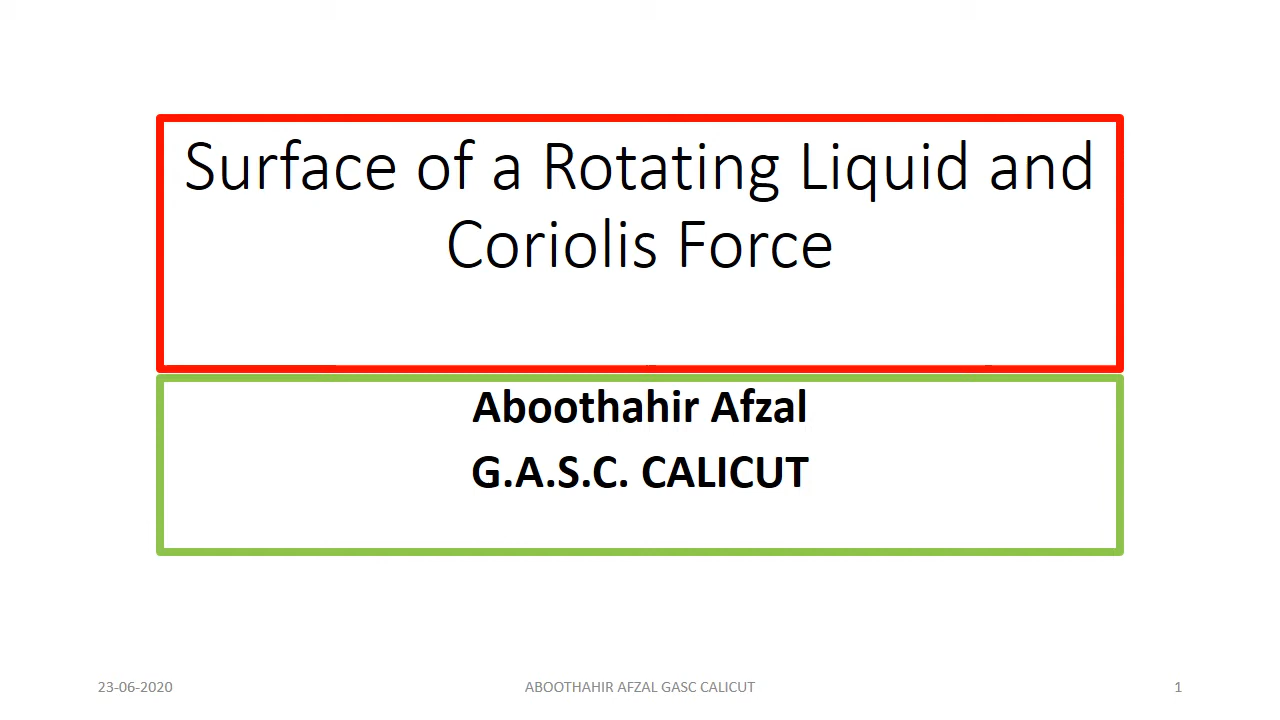 Surface of a Rotating Liquid and
Coriolis Force
Aboothahir Afzal
G.A.S.C. CALICUT
23-06-2020
ABOOTHAHIR AFZAL GASC CALICUT
1